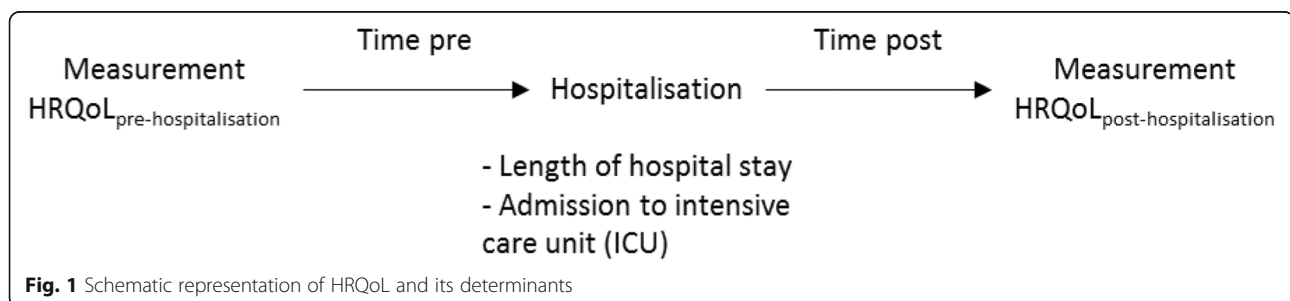 Time pre
Time post
Measurement
HRQoLpre-hospitalisation
Hospitalisation
Measurement
HRQoLpost-hospitalisation
- Length of hospital stay
- Admission to intensive
care unit (ICU)
Fig. 1 Schematic representation of HRQoL and its determinants